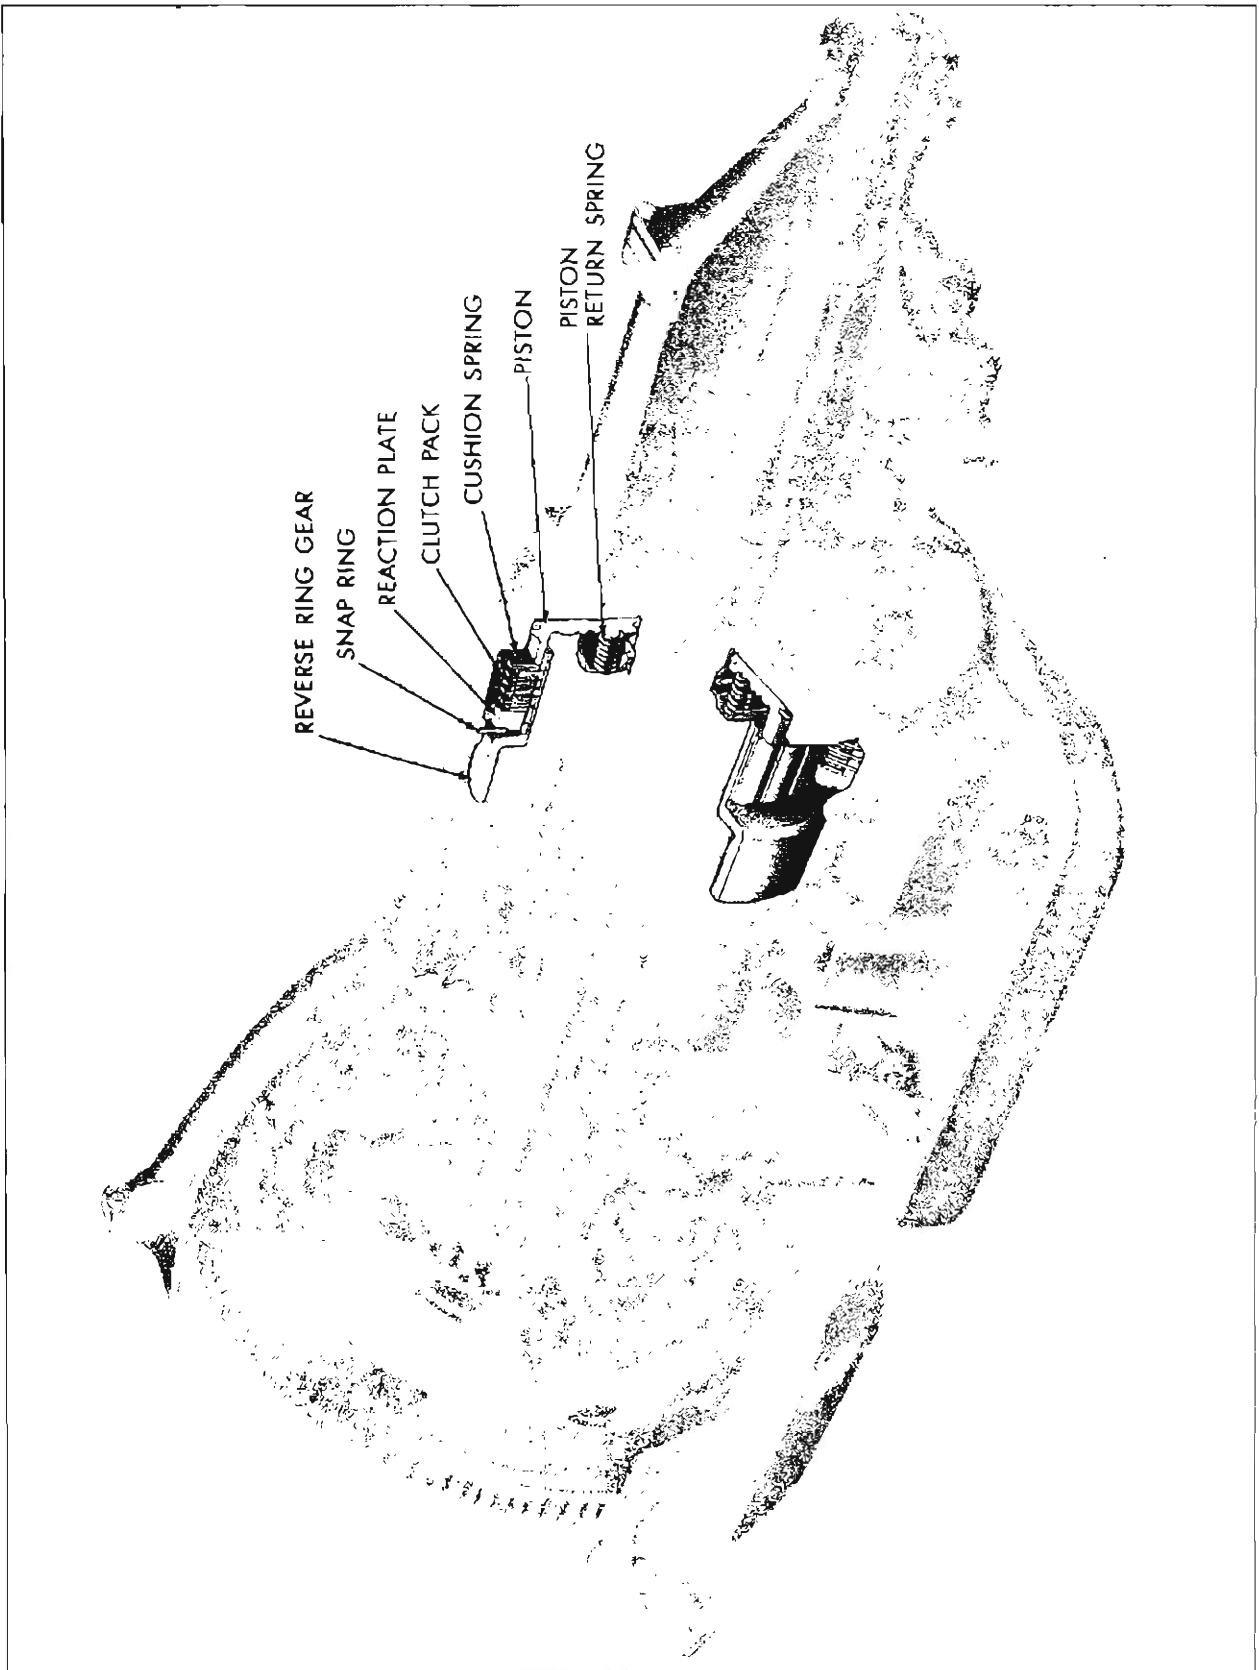 REVERSE RING GEAR
SNAP RING
REACTION PLATE
CLUTCH PACK
CUSHION SPRING
PISTON
PISTON
RETURN SPRING